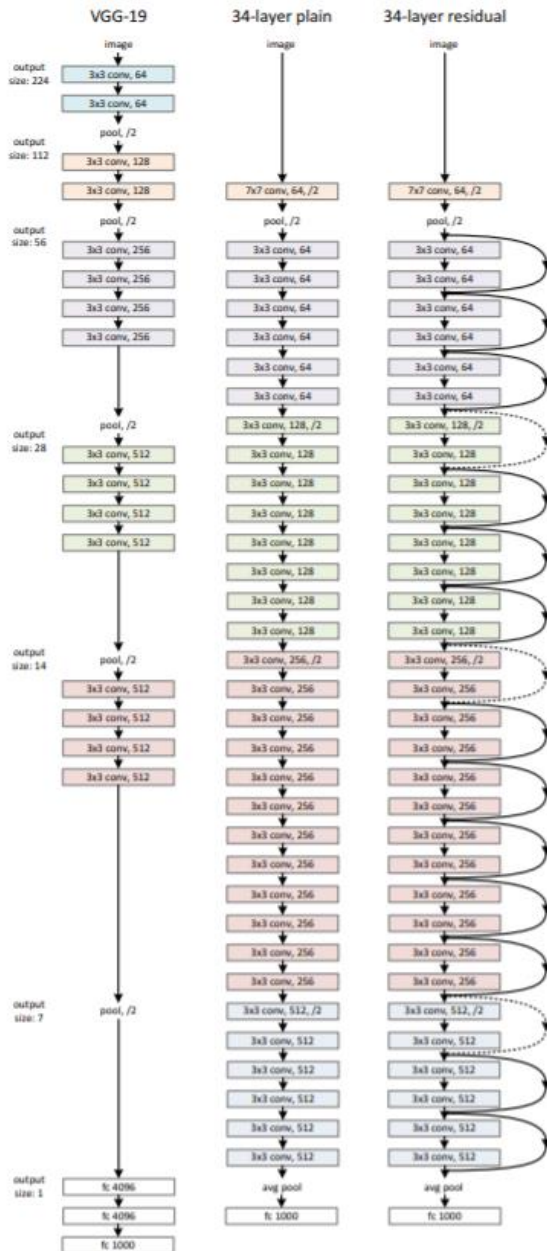 output
size: 224
output
size: 112
output
size: 56
output
size: 28
output
size: 14
output
size: 7
output
size: 1
VGG-19
image
3x3 conv, 64
3x3 conv, 64
pool, /2
3x3 conv, 128
3x3 conv, 128
pool, /2
3x3 conv, 256
3x3 conv, 256
3x3 conv, 256
3x3 conv, 256
pool, /2
3x3 conv, 512
3x3 conv, 512
3x3 conv, 512
3x3 conv, 512
pool, /2
3x3 conv, 512
3x3 conv, 512
3x3 conv, 512
3x3 conv, 512
pool, /2
fc 4096
fc 4096
fc 1000
34-layer plain
image
7x7 conv, 64, /2
pool, /2
3x3 conv, 64
3x3 conv, 64
3x3 conv, 64
3x3 conv, 64
3x3 conv, 64
3x3 conv, 64
3x3 conv, 128, /2
3x3 conv, 128
3x3 conv, 128
3x3 conv, 128
3x3 conv, 128
3x3 conv, 128
3x3 conv, 128
3x3 conv, 128
3x3 conv, 256, /2
3x3 conv, 256
3x3 conv, 256
3x3 conv, 256
3x3 conv, 256
3x3 conv, 256
3x3 conv, 256
3x3 conv, 256
3x3 conv, 256
3x3 conv, 256
3x3 conv, 256
3x3 conv, 256
3x3 conv, 512, /2
3x3 conv, 512
3x3 conv, 512
3x3 conv, 512
3x3 conv, 512
3x3 conv, 512
avg pool
fc 1000
34-layer residual
image
7x7 conv, 64, /2
pool, /2
3x3 conv, 64
3x3 conv, 64
3x3 conv, 64
3x3 conv, 64
3x3 conv, 64
3x3 conv, 64
3x3 conv, 128, /2
3x3 conv, 128
3x3 conv, 128
3x3 conv, 128
3x3 conv, 128
3x3 conv, 128
3x3 conv, 128
3x3 conv, 128
3x3 conv, 256, /2
3x3 conv, 256
3x3 conv, 256
3x3 conv, 256
3x3 conv, 256
3x3 conv, 256
3x3 conv, 256
3x3 conv, 256
3x3 conv, 256
3x3 conv, 256
3x3 conv, 256
3x3 conv, 256
3x3 conv, 512, /2
3x3 conv, 512
3x3 conv, 512
3x3 conv, 512
3x3 conv, 512
3x3 conv, 512
avg pool
fc 1000